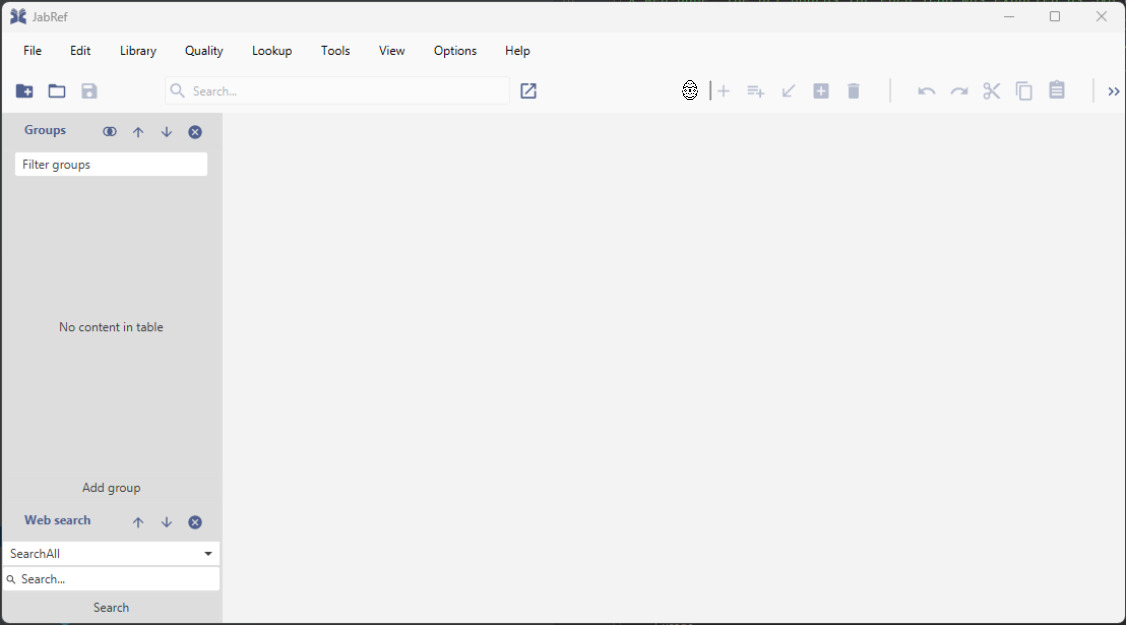 JabRef
File Edit Library Quality Lookup Tools View Options Help
Search...
Groups
Filter groups
No content in table
Add group
Web search
SearchAll
Search...
Search